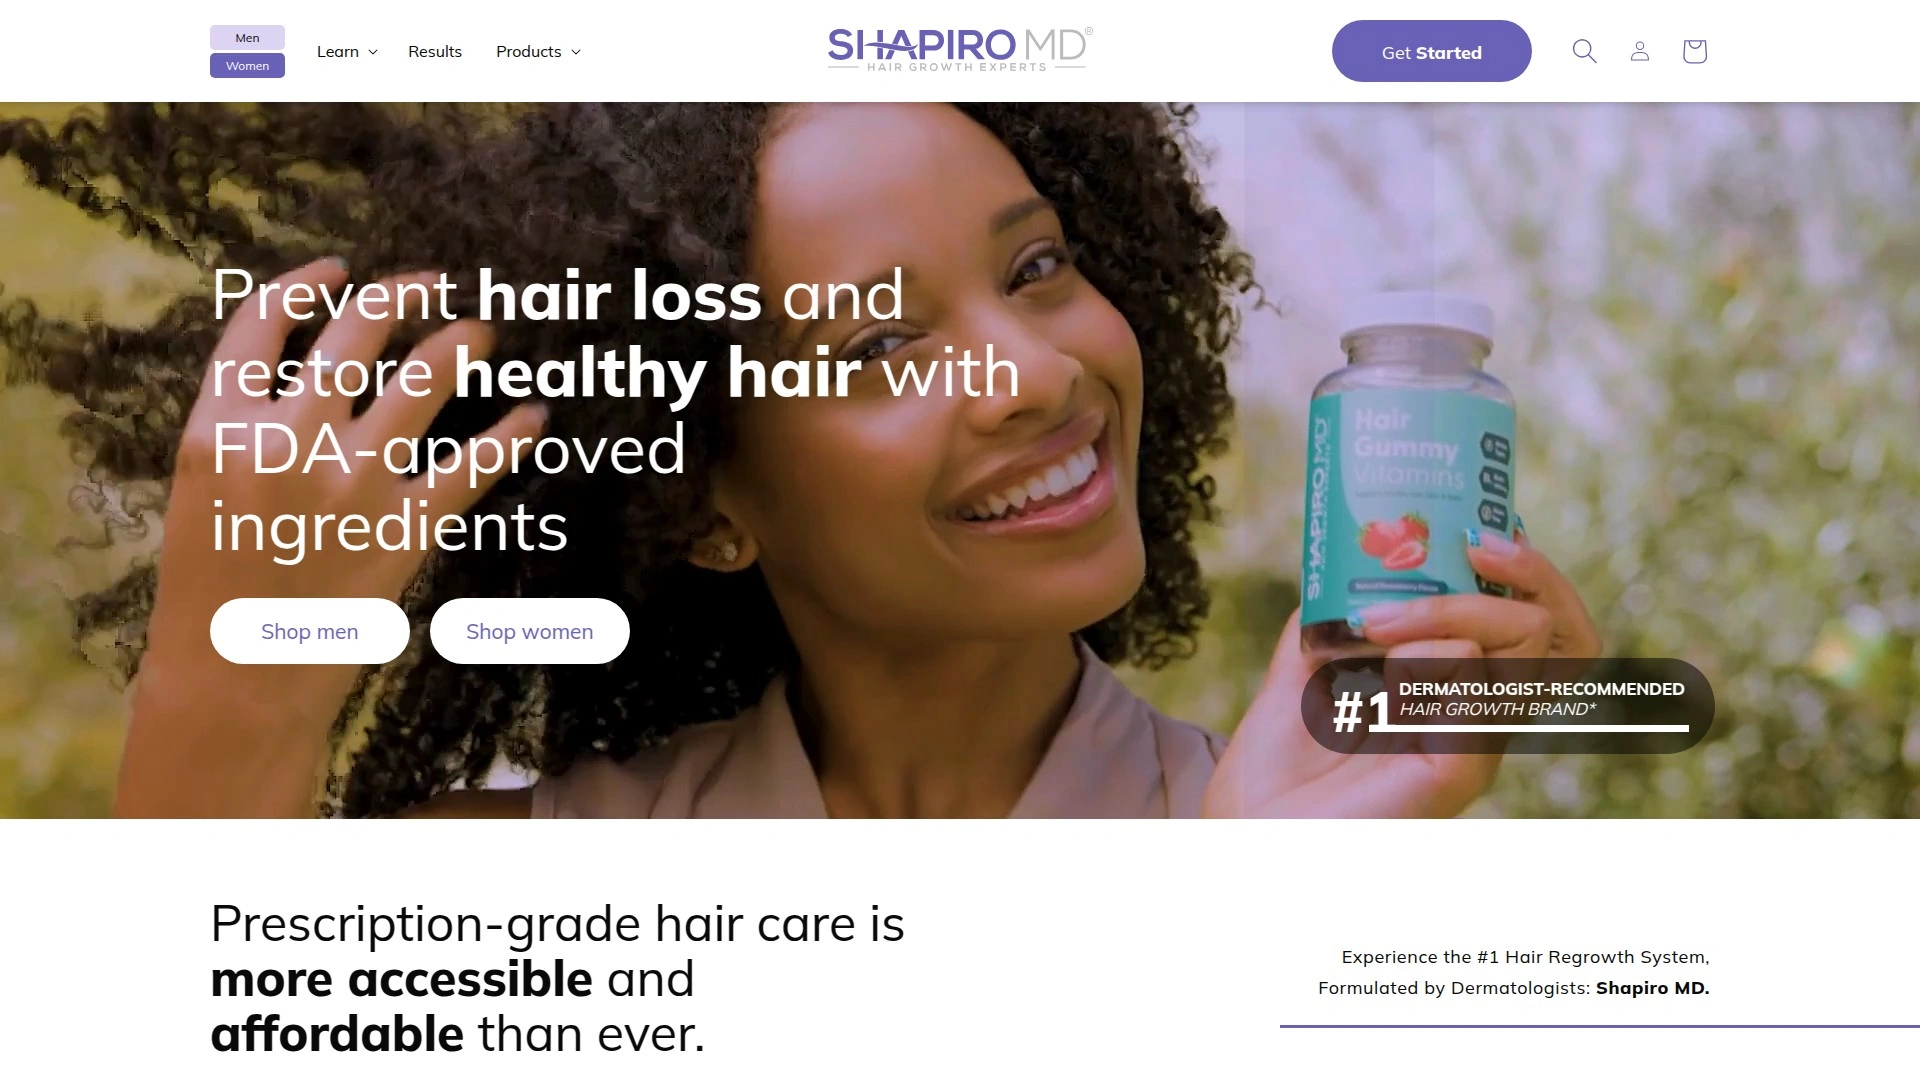 Men
Women
Learn
Results
Products
SHAPIRO MD®
HAIR GROWTH EXPERTS
Get Started
Prevent hair loss and
restore healthy hair with
FDA-approved
ingredients
Shop men
Shop women
Hair
Gummy
Vitamins
SHAPIRO MD
#1 DERMATOLOGIST-RECOMMENDED
HAIR GROWTH BRAND*
Prescription-grade hair care is
more accessible and
affordable than ever.
Experience the #1 Hair Regrowth System,
Formulated by Dermatologists: Shapiro MD.